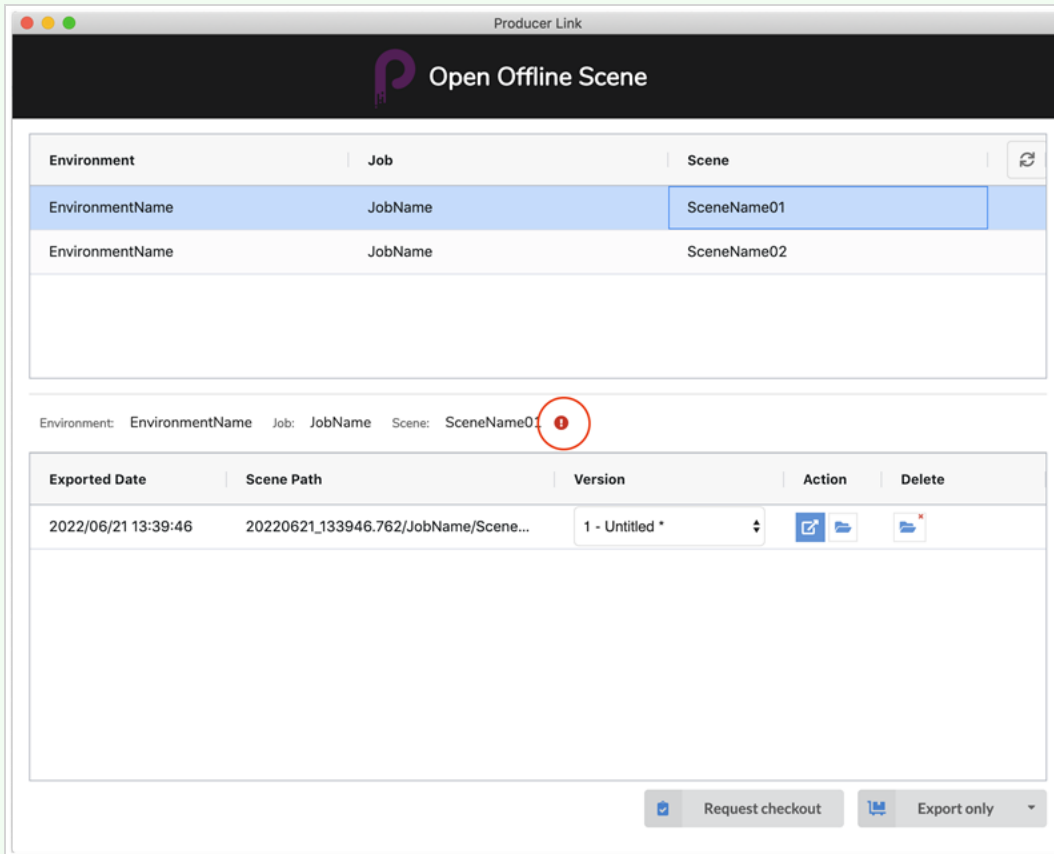 Producer Link
Open Offline Scene
Environment Job Scene
EnvironmentName JobName SceneName01
EnvironmentName JobName SceneName02
Environment: EnvironmentName Job: JobName Scene: SceneName01
Exported Date Scene Path Version Action Delete
2022/06/21 13:39:46 20220621_133946.762/JobName/Scene... 1 - Untitled *
Request checkout Export only